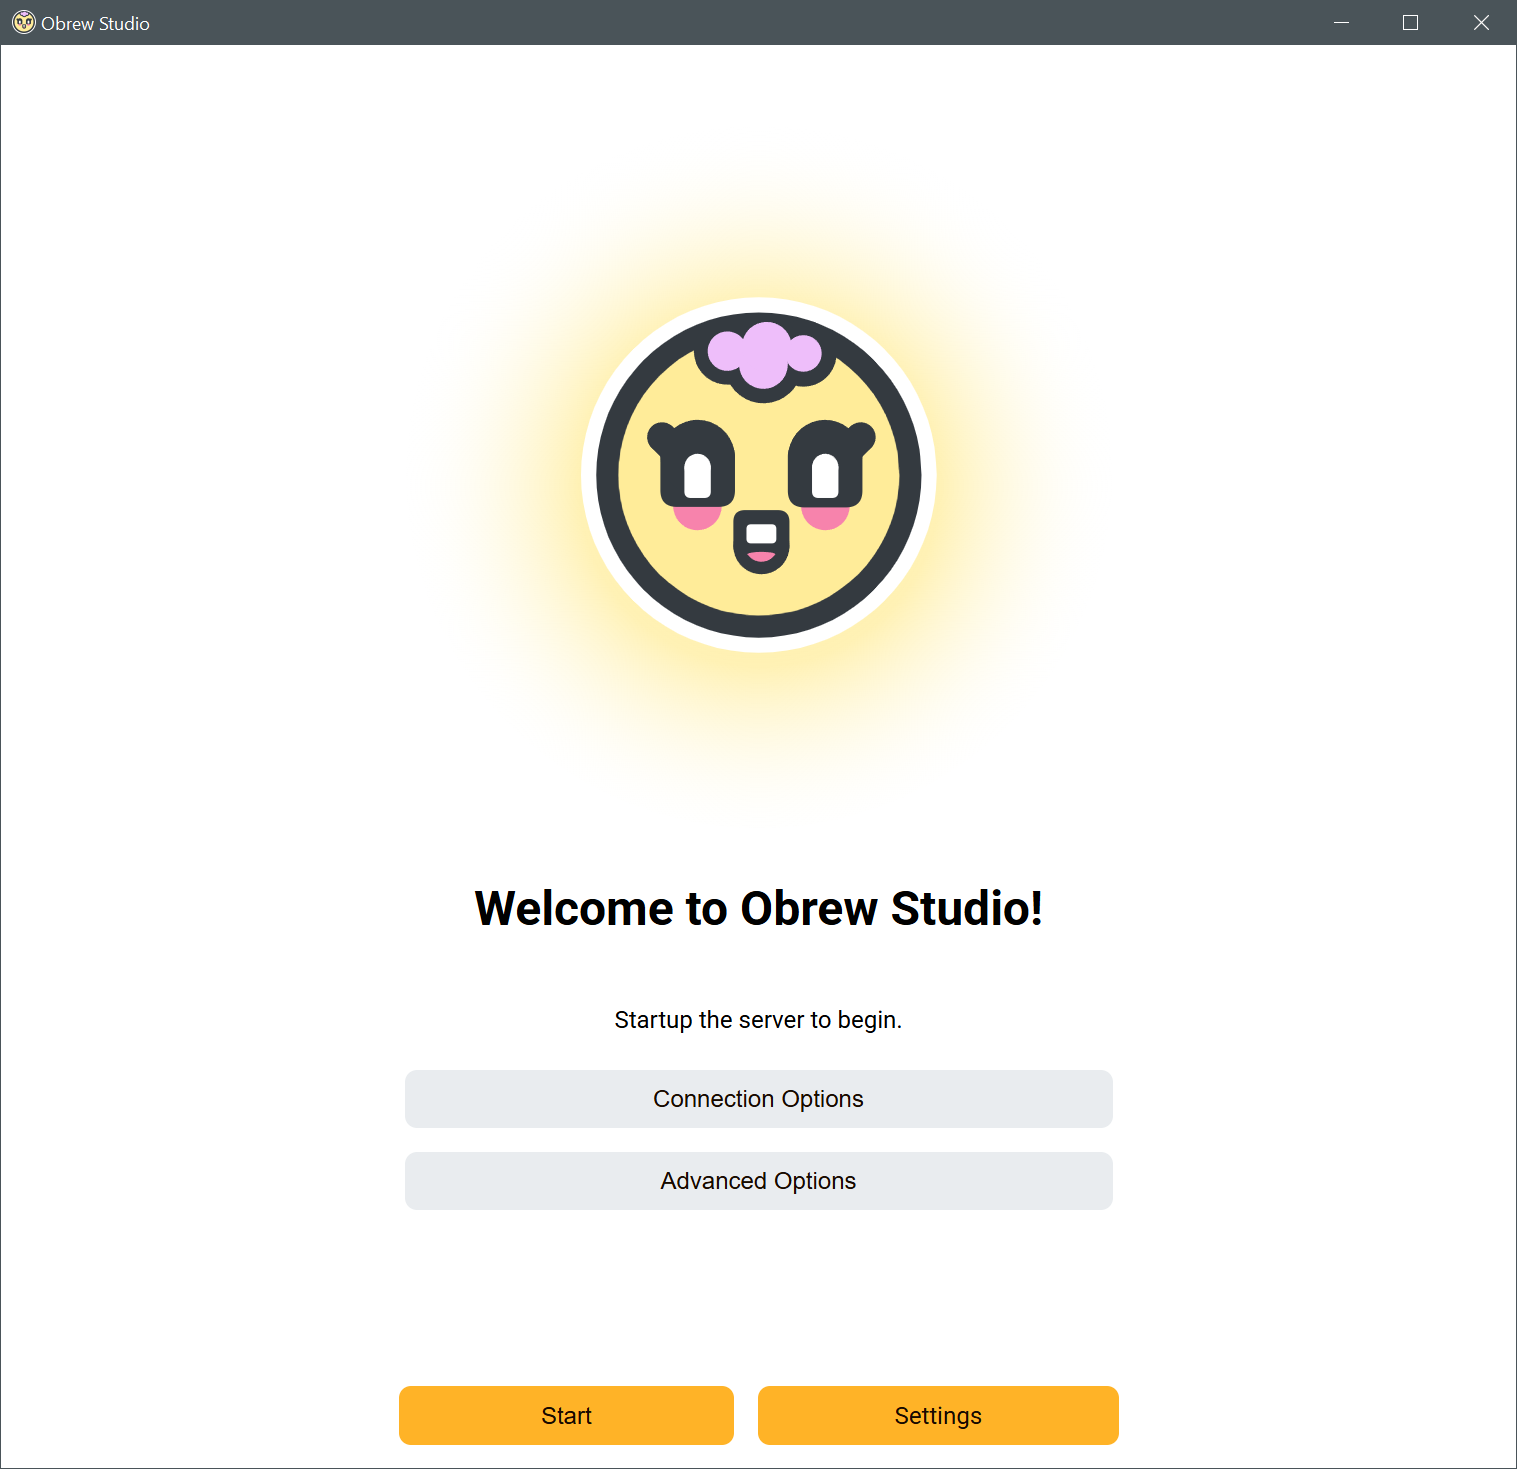 Obrew Studio
Welcome to Obrew Studio!
Startup the server to begin.
Connection Options
Advanced Options
Start
Settings